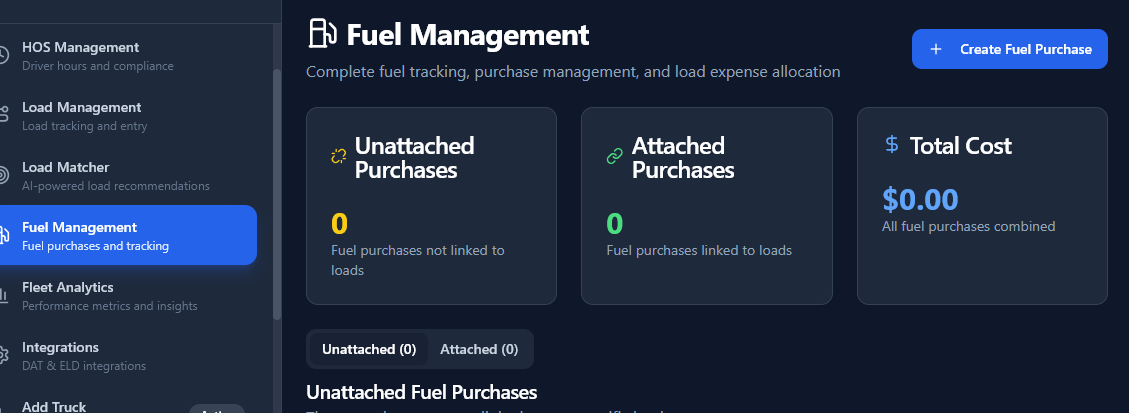 HOS Management
Driver hours and compliance
Load Management
Load tracking and entry
Load Matcher
AI-powered load recommendations
Fuel Management
Fuel purchases and tracking
Fleet Analytics
Performance metrics and insights
Integrations
DAT & ELD integrations
Add Truck
Fuel Management
Complete fuel tracking, purchase management, and load expense allocation
Create Fuel Purchase
Unattached
Purchases
0
Fuel purchases not linked to
loads
Attached
Purchases
0
Fuel purchases linked to loads
Total Cost
$0.00
All fuel purchases combined
Unattached (0)
Attached (0)
Unattached Fuel Purchases